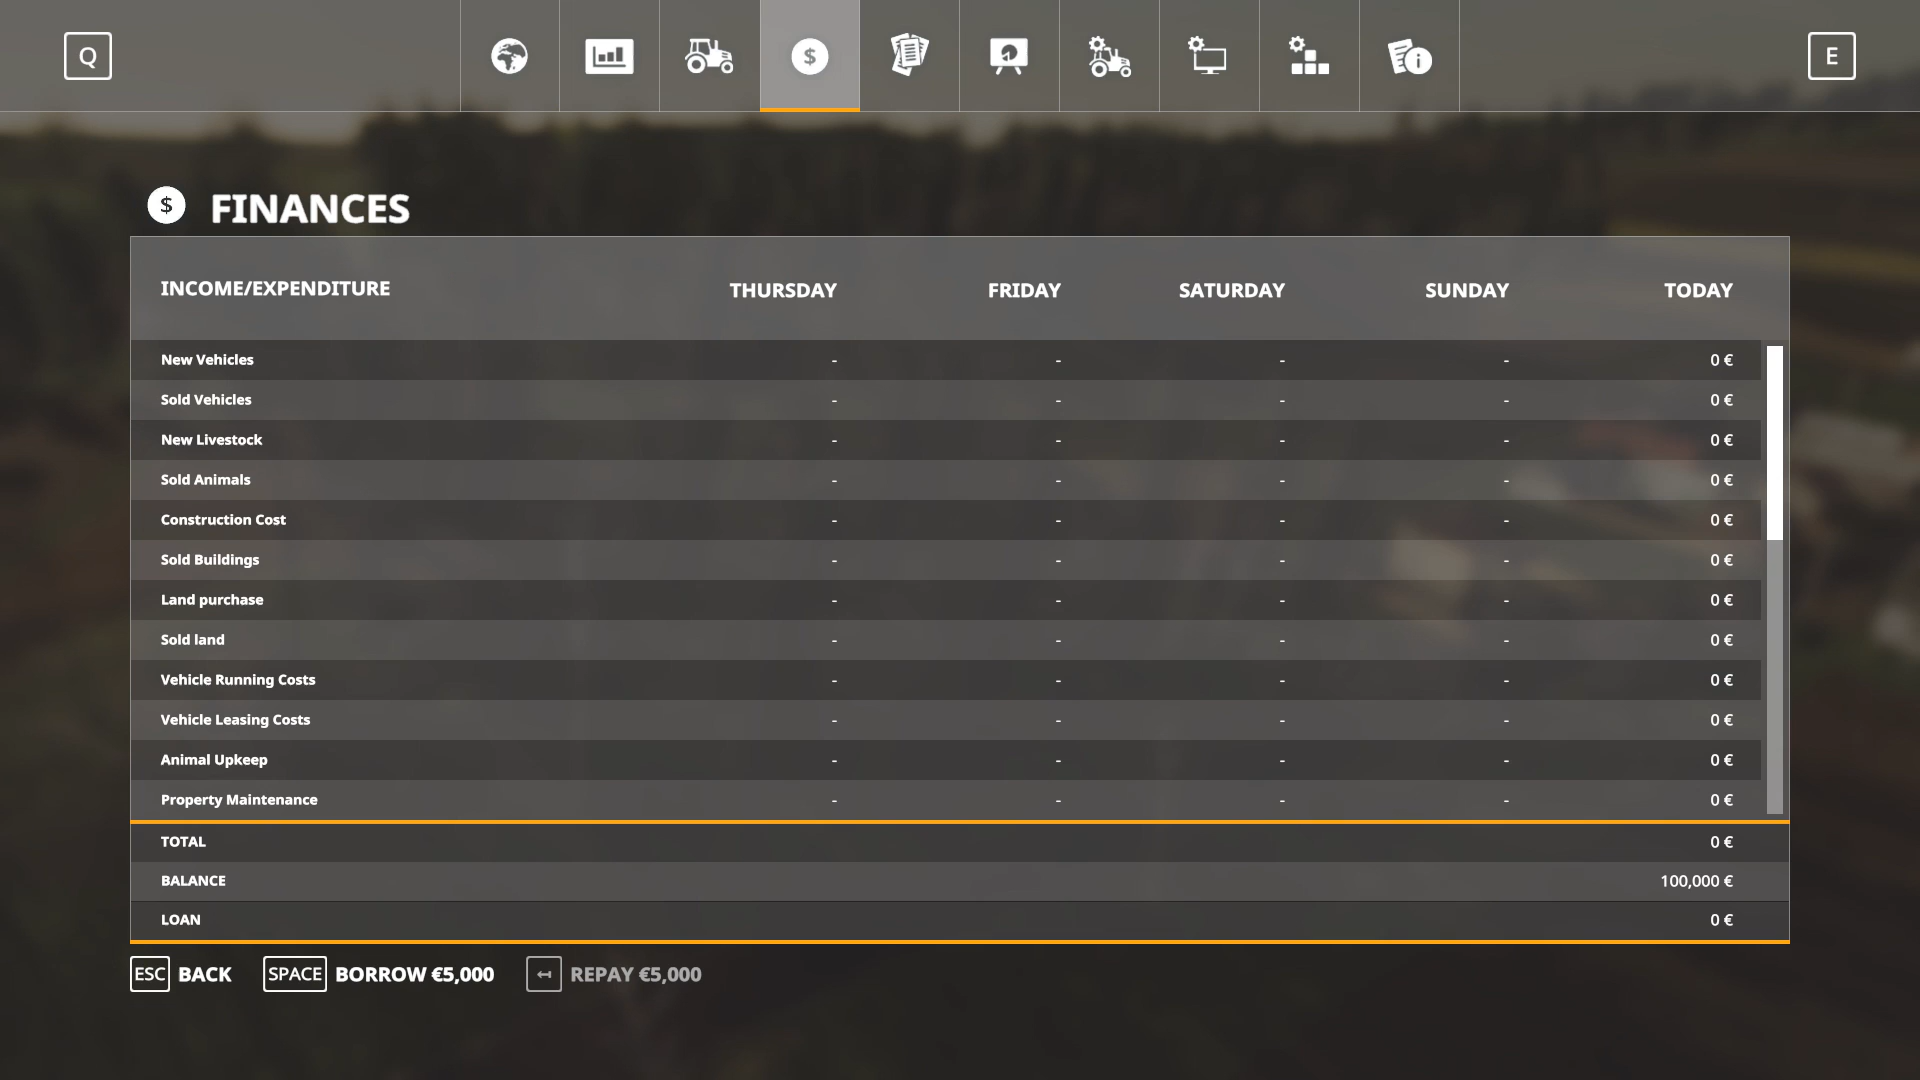 Q
$
E
$ FINANCES
INCOME/EXPENDITURE THURSDAY FRIDAY SATURDAY SUNDAY TODAY
New Vehicles - - - - 0 €
Sold Vehicles - - - - 0 €
New Livestock - - - - 0 €
Sold Animals - - - - 0 €
Construction Cost - - - - 0 €
Sold Buildings - - - - 0 €
Land purchase - - - - 0 €
Sold land - - - - 0 €
Vehicle Running Costs - - - - 0 €
Vehicle Leasing Costs - - - - 0 €
Animal Upkeep - - - - 0 €
Property Maintenance - - - - 0 €
TOTAL 0 €
BALANCE 100,000 €
LOAN 0 €
ESC BACK SPACE BORROW €5,000 REPAY €5,000